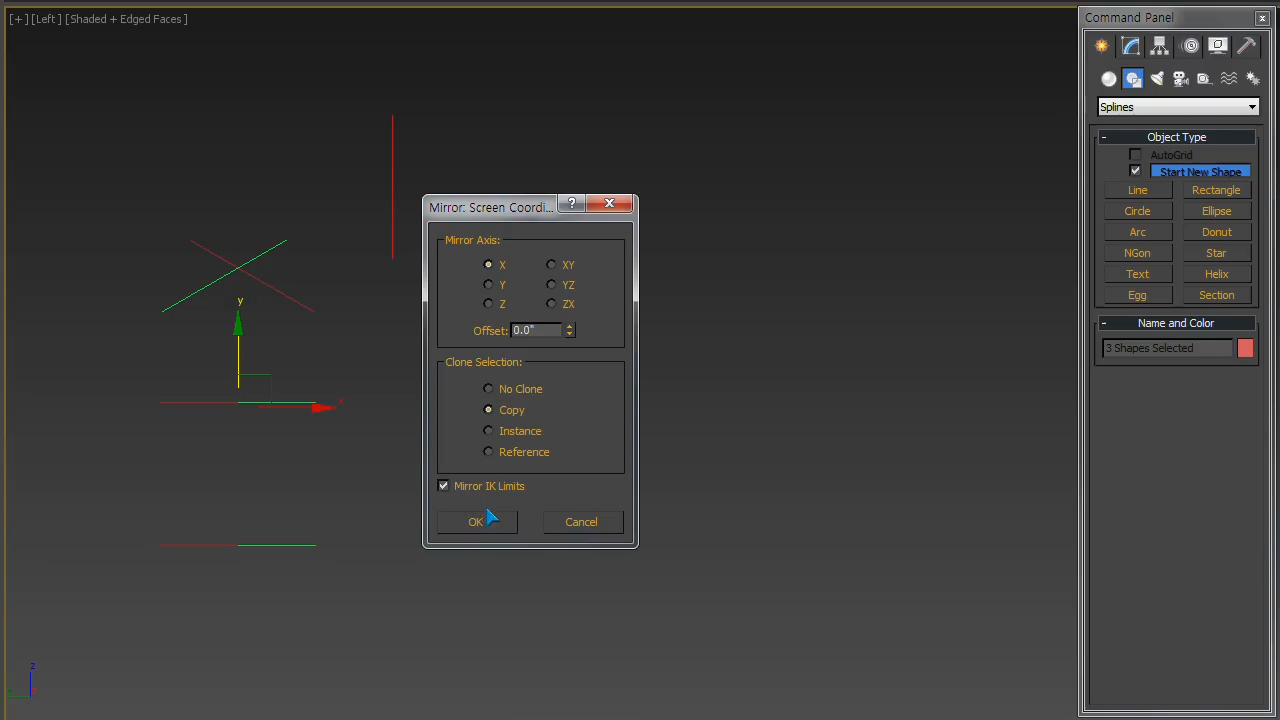 [+] [Left] [Shaded + Edged Faces ]
Command Panel
Splines
- Object Type
AutoGrid
Start New Shape
Line Rectangle
Circle Ellipse
Arc Donut
NGon Star
Text Helix
Egg Section
- Name and Color
3 Shapes Selected
Mirror: Screen Coordi...
?
Mirror Axis:
X XY
Y YZ
Z ZX
Offset: 0.0"
Clone Selection:
No Clone
Copy
Instance
Reference
Mirror IK Limits
OK Cancel
y
x
z